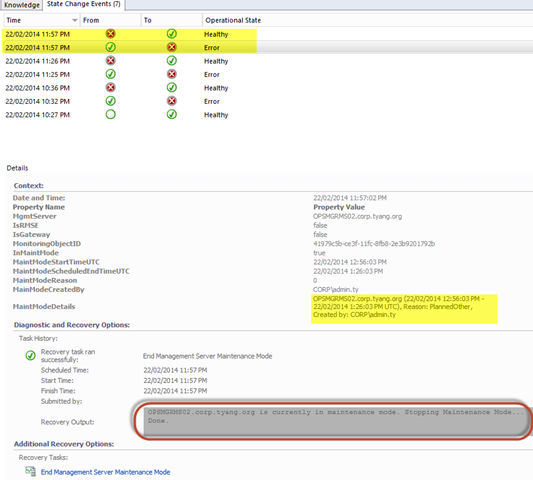 Knowledge State Change Events (7)
Time From To Operational State
22/02/2014 11:57 PM Healthy
22/02/2014 11:57 PM Error
22/02/2014 11:26 PM Healthy
22/02/2014 11:25 PM Error
22/02/2014 10:36 PM Healthy
22/02/2014 10:32 PM Error
22/02/2014 10:27 PM Healthy
Details
Context:
Date and Time: 22/02/2014 11:57:02 PM
Property Name Property Value
MgmtServer OPSMGRMS02.corp.tyang.org
IsRMSE false
IsGateway false
MonitoringObjectID 41979c5b-ce3f-11fc-8fb8-2e3b9201792b
InMaintMode true
MaintModeStartTimeUTC 22/02/2014 12:56:03 PM
MaintModeScheduledEndTimeUTC 22/02/2014 1:26:03 PM
MaintModeReason 0
MainModeCreatedBy CORP\admin.ty
MaintModeDetails OPSMGRMS02.corp.tyang.org (22/02/2014 12:56:03 PM -
22/02/2014 1:26:03 PM UTC), Reason: PlannedOther,
Created by: CORP\admin.ty
Diagnostic and Recovery Options:
Task History:
Recovery task ran successfully: End Management Server Maintenance Mode
Scheduled Time: 22/02/2014 11:57 PM
Start Time: 22/02/2014 11:57 PM
Finish Time: 22/02/2014 11:57 PM
Submitted by:
Recovery Output: OPSMGRMS02.corp.tyang.org is currently in maintenance mode. Stopping Maintenance Mode...
Done.
Additional Recovery Options:
Recovery Tasks:
End Management Server Maintenance Mode